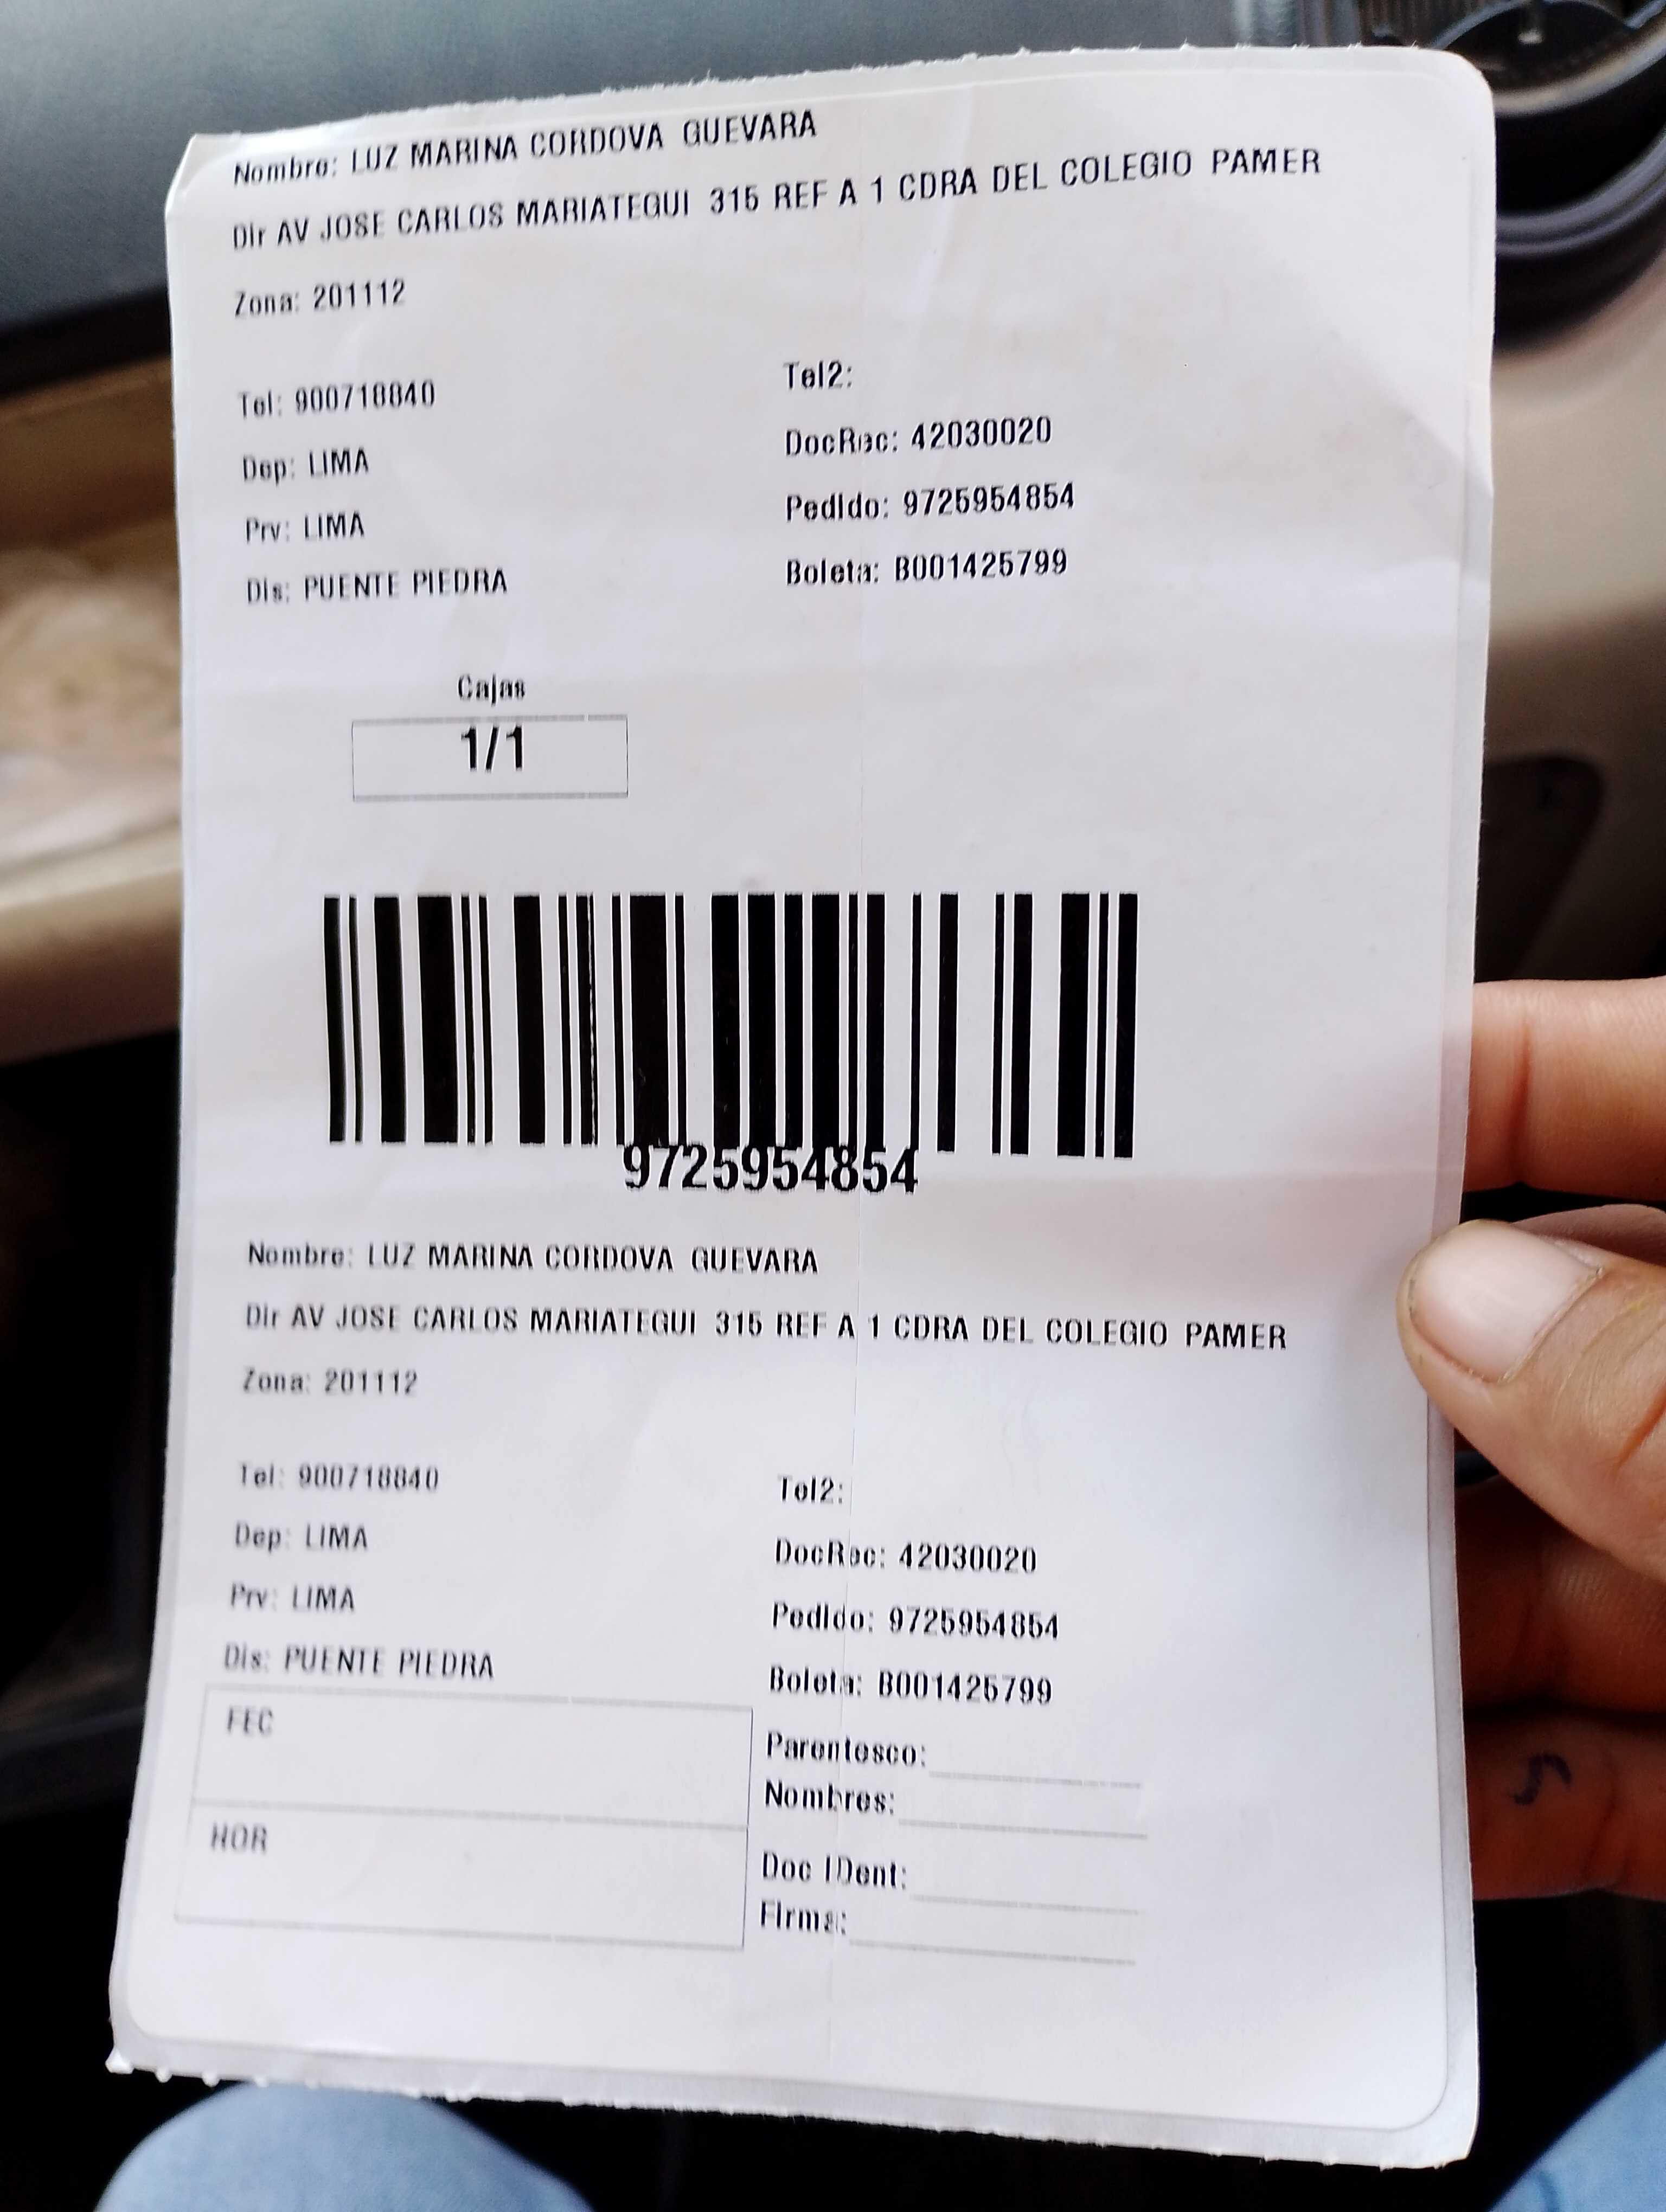 Nombre: LUZ MARINA CORDOVA GUEVARA
Dir AV JOSE CARLOS MARIATEGUI 315 REF A 1 CDRA DEL COLEGIO PAMER
Zona: 201112
Tel: 900718840
Tel2:
Dep: LIMA
DocRec: 42030020
Prv: LIMA
Pedido: 9725954854
Dis: PUENTE PIEDRA
Boleta: B001425799
Cajas
1/1
9725954854
Nombre: LUZ MARINA CORDOVA GUEVARA
Dir AV JOSE CARLOS MARIATEGUI 315 REF A 1 CDRA DEL COLEGIO PAMER
Zona: 201112
Tel: 900718840
Tel2:
Dep: LIMA
DocRec: 42030020
Prv: LIMA
Pedido: 9725954854
Dis: PUENTE PIEDRA
Boleta: B001425799
FEC
Parentesco:
Nombres:
HOR
Doc IDent:
Firma: